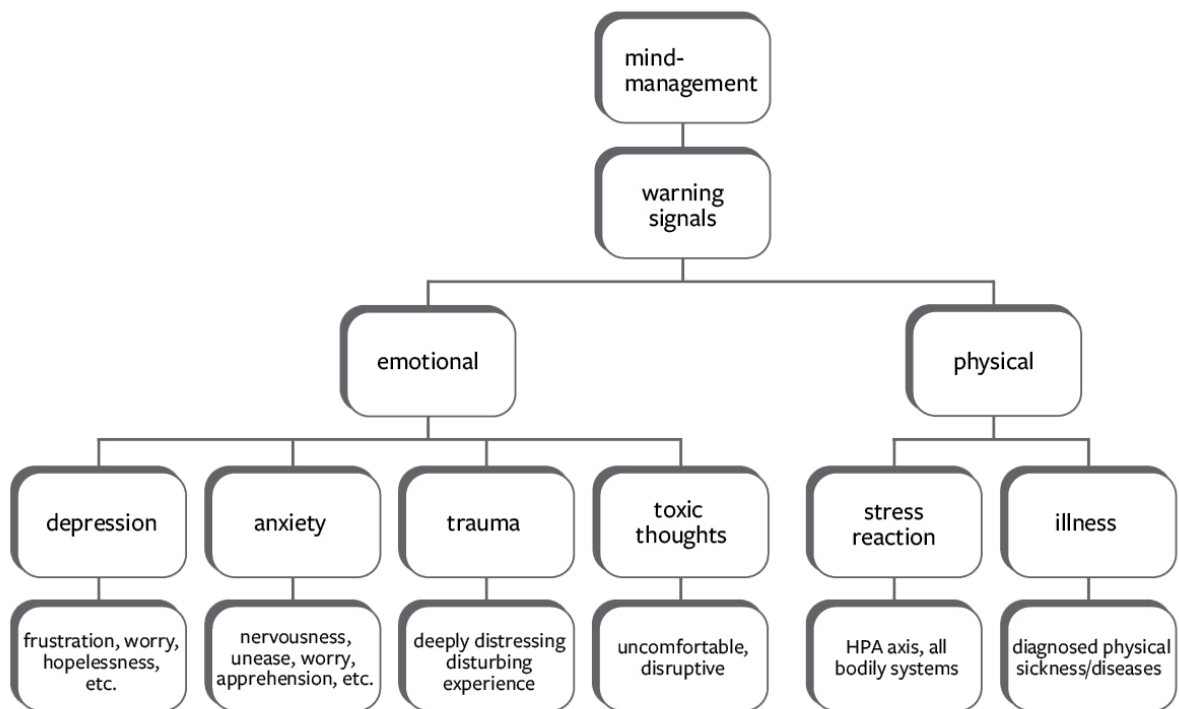 mind-
management
warning
signals
emotional
physical
depression
anxiety
trauma
toxic
thoughts
stress
reaction
illness
frustration, worry,
hopelessness,
etc.
nervousness,
unease, worry,
apprehension, etc.
deeply distressing
disturbing
experience
uncomfortable,
disruptive
HPA axis, all
bodily systems
diagnosed physical
sickness/diseases